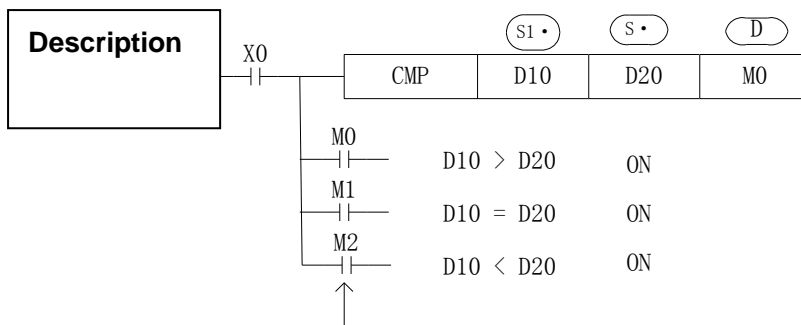 S1· S· D
Description
X0
CMP D10 D20 M0
M0
D10 > D20 ON
M1
D10 = D20 ON
M2
D10 < D20 ON